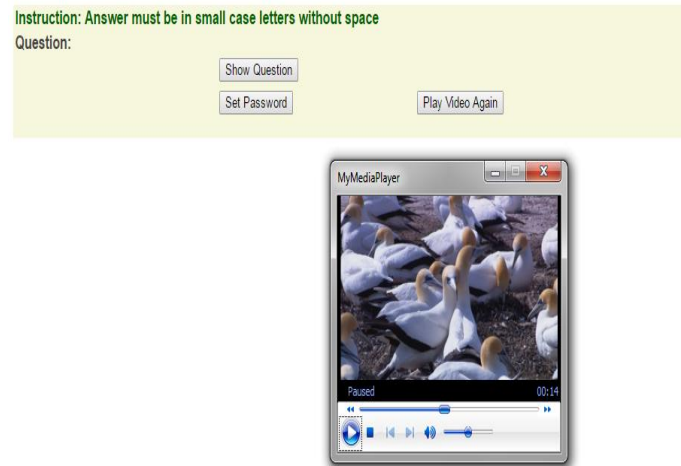 Instruction: Answer must be in small case letters without space
Question:
Show Question
Set Password Play Video Again
MyMediaPlayer
Paused 00:14